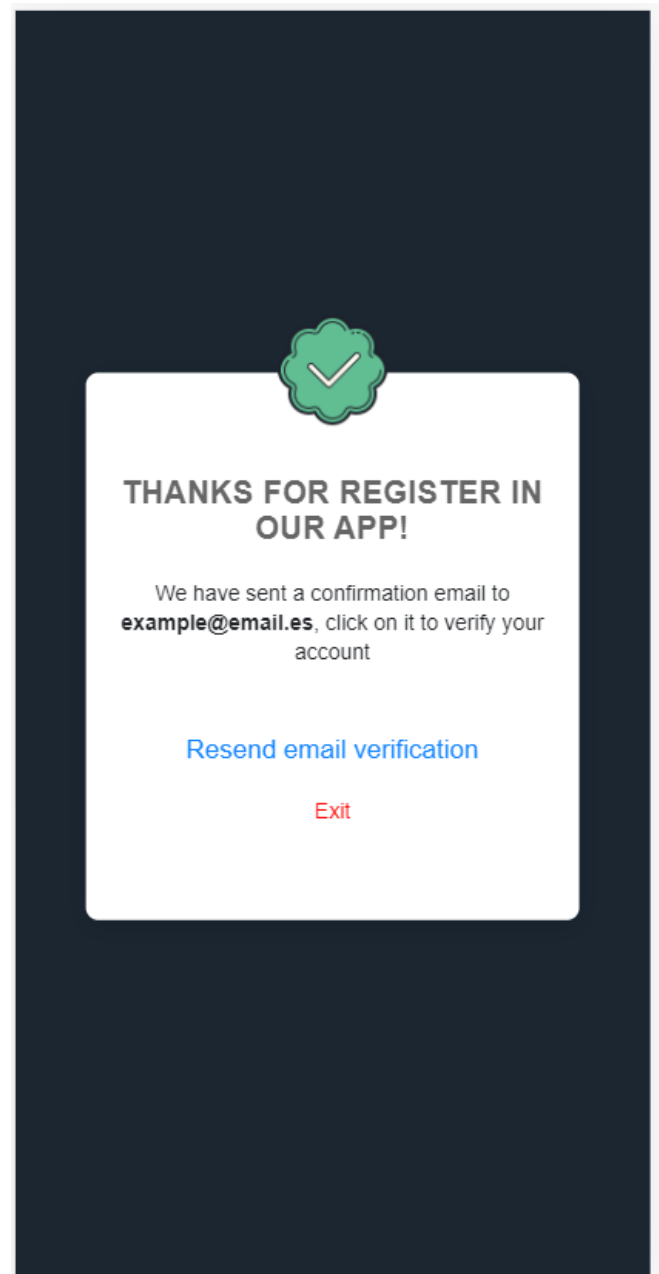 THANKS FOR REGISTER IN
OUR APP!
We have sent a confirmation email to
example@email.es, click on it to verify your
account
Resend email verification
Exit